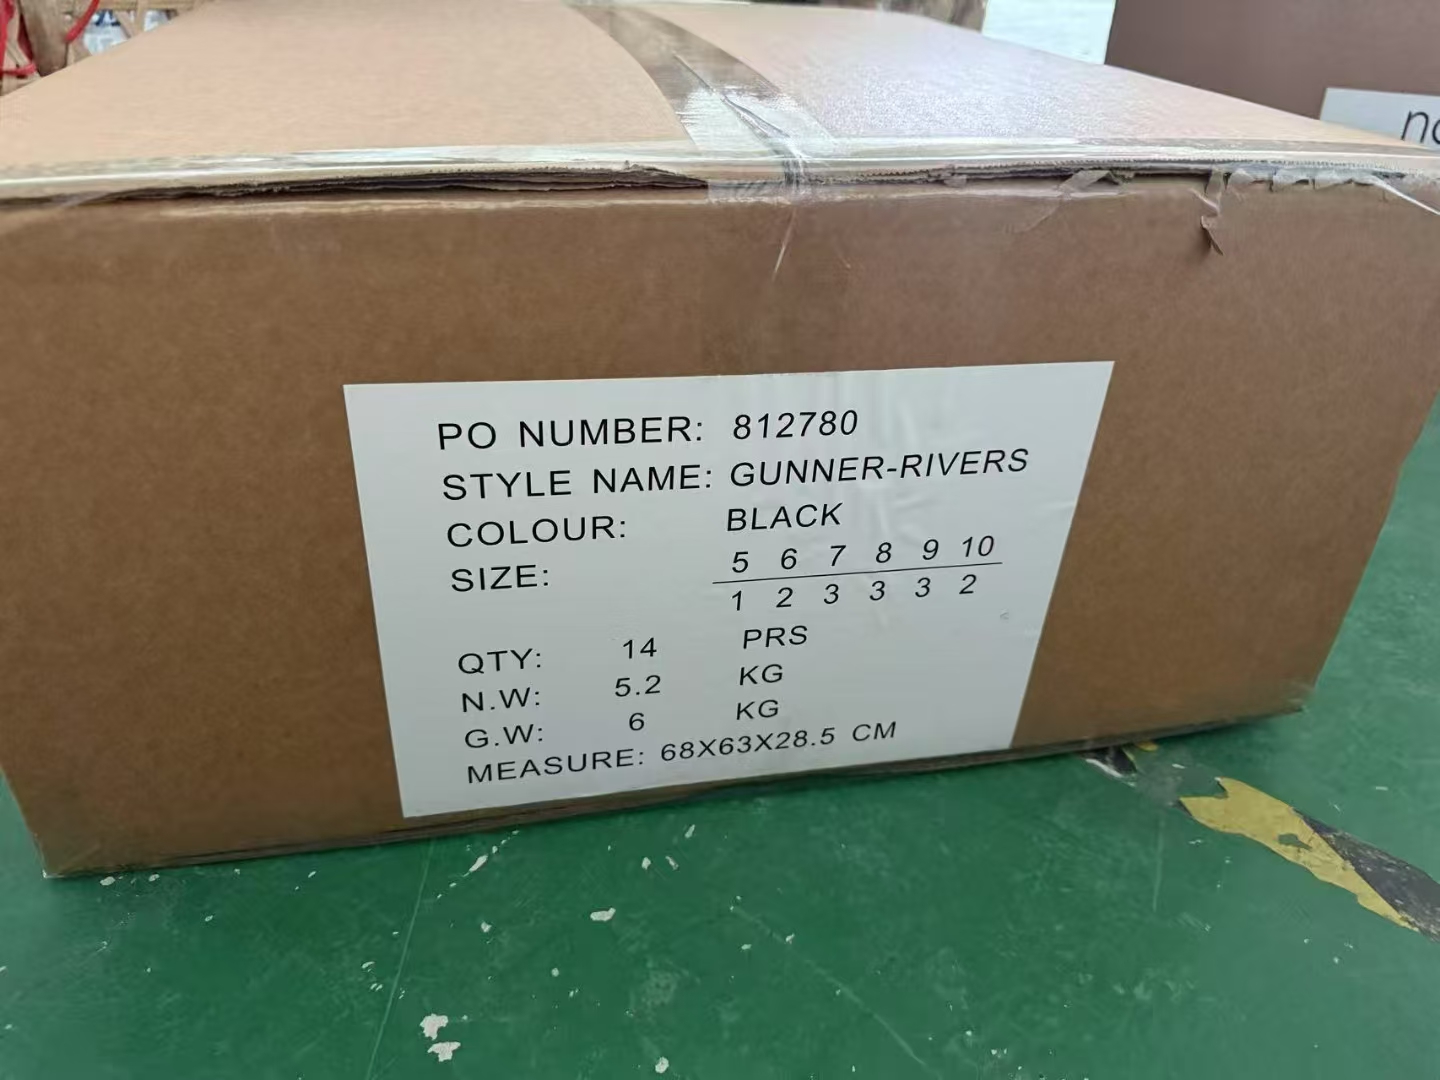 PO NUMBER: 812780
STYLE NAME: GUNNER-RIVERS
COLOUR: BLACK
SIZE: 5 6 7 8 9 10
1 2 3 3 3 2
QTY: 14 PRS
N.W: 5.2 KG
G.W: 6 KG
MEASURE: 68X63X28.5 CM